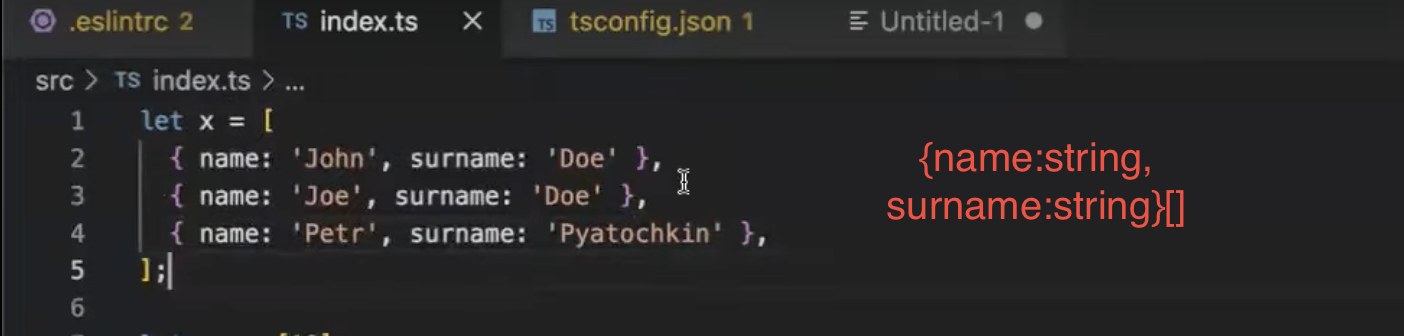 .eslintrc 2 TS index.ts × TS tsconfig.json 1 Untitled-1
src > TS index.ts > ...
1 let x = [
2 { name: 'John', surname: 'Doe' },
3 { name: 'Joe', surname: 'Doe' },
4 { name: 'Petr', surname: 'Pyatochkin' },
5 ];
6
{name:string,
surname:string}[]